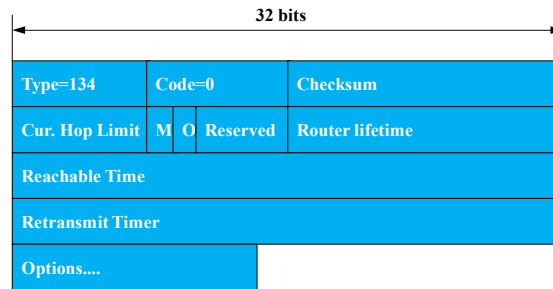 32 bits
Type=134 Code=0 Checksum
Cur. Hop Limit M O Reserved Router lifetime
Reachable Time
Retransmit Timer
Options....